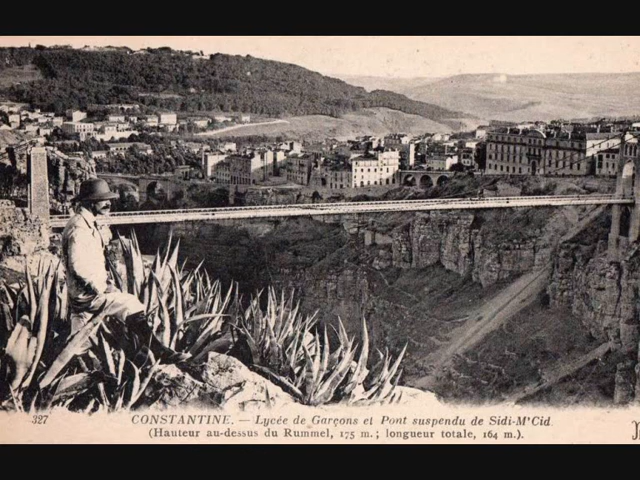 327 CONSTANTINE. — Lycée de Garçons et Pont suspendu de Sidi-M'Cid
(Hauteur au-dessus du Rummel, 175 m.; longueur totale, 164 m.).